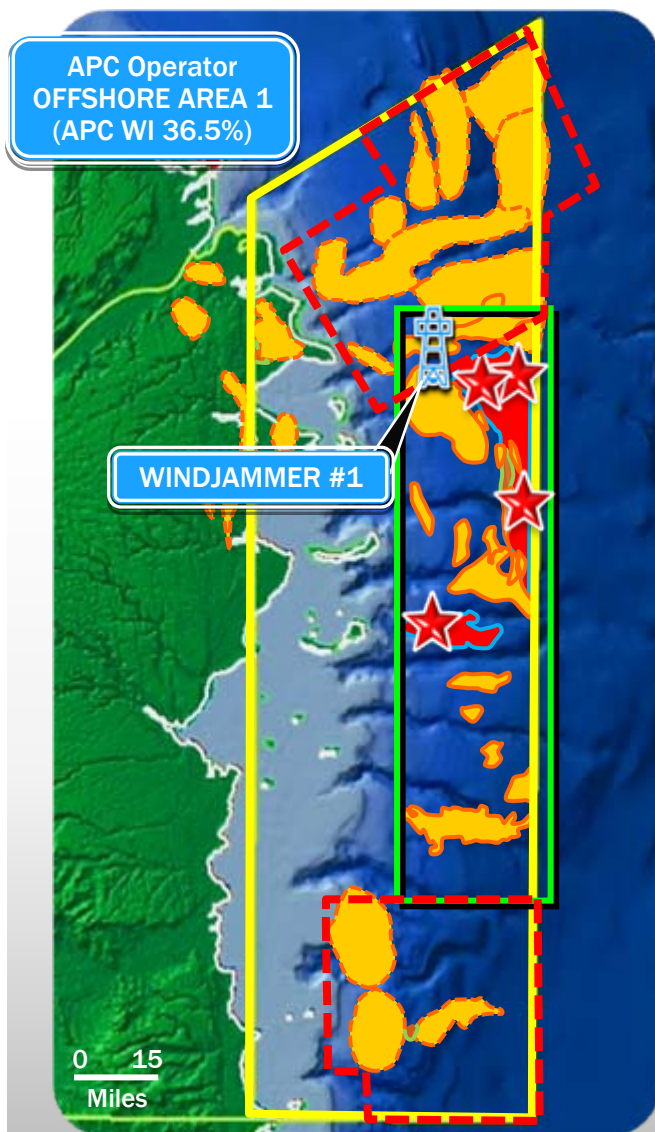 APC Operator
OFFSHORE AREA 1
(APC WI 36.5%)
WINDJAMMER #1
0 15
Miles